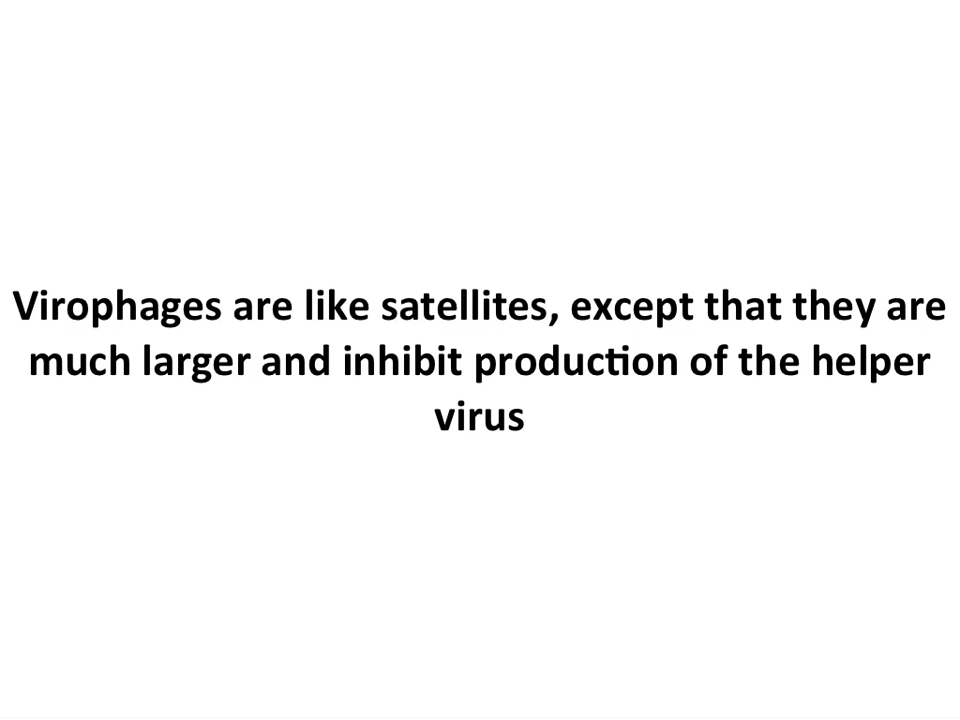 Virophages are like satellites, except that they are
much larger and inhibit production of the helper
virus